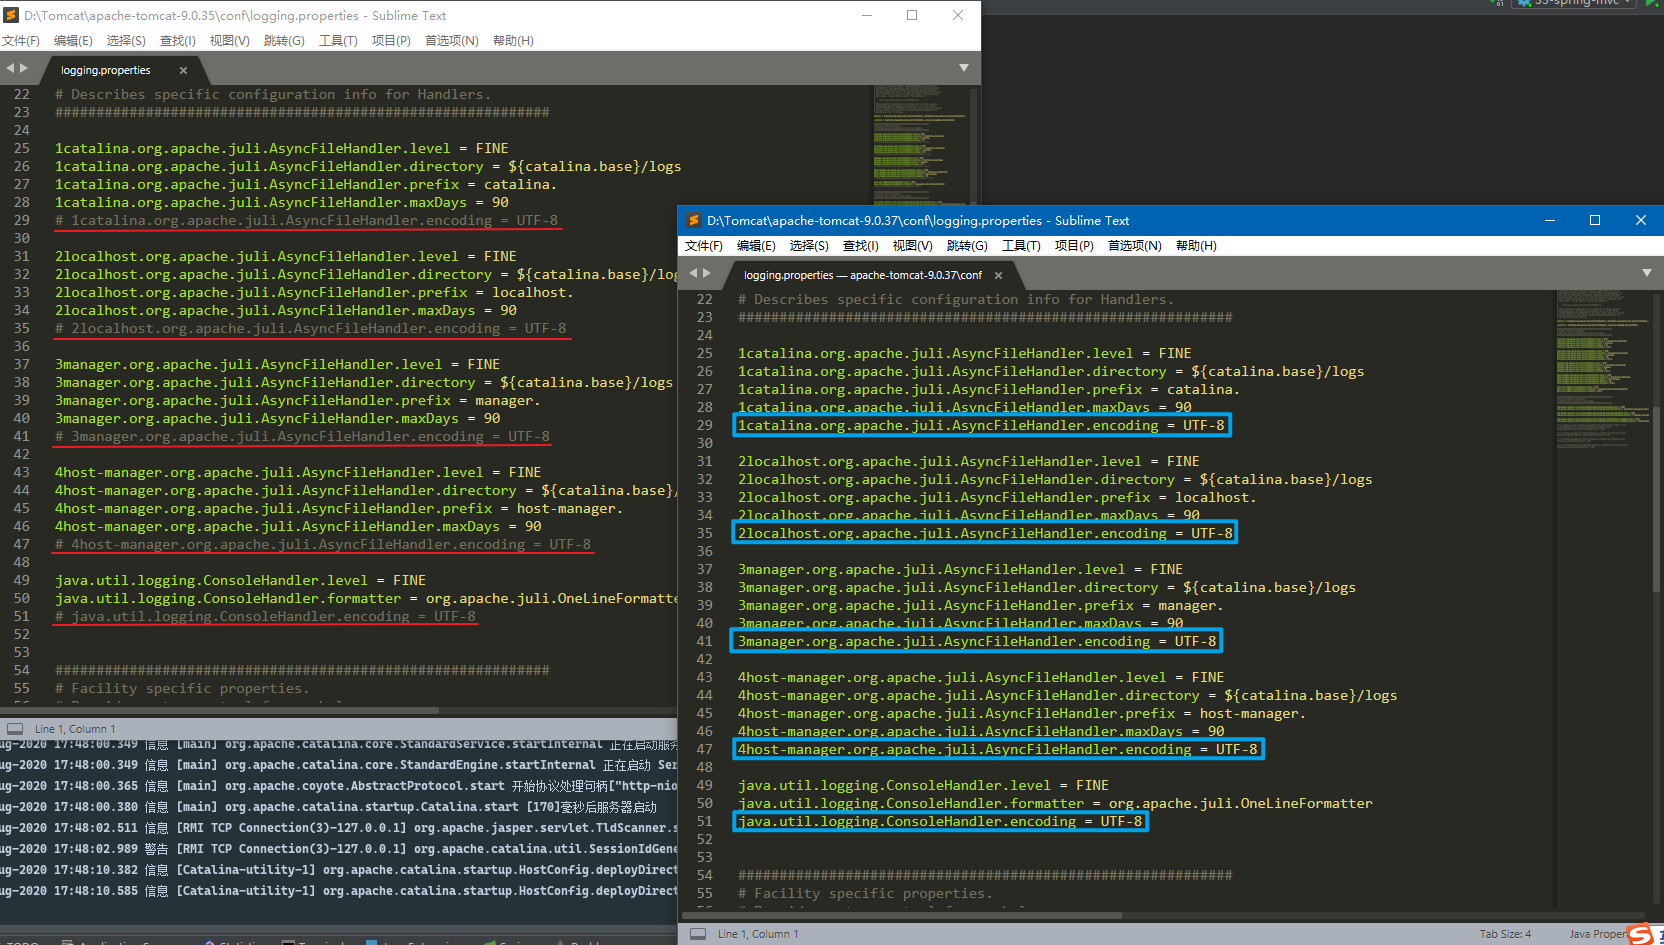 D:\Tomcat\apache-tomcat-9.0.35\conf\logging.properties - Sublime Text
文件(F) 编辑(E) 选择(S) 查找(I) 视图(V) 跳转(G) 工具(T) 项目(P) 首选项(N) 帮助(H)
logging.properties
22 # Describes specific configuration info for Handlers.
23 ############################################################
24
25 1catalina.org.apache.juli.AsyncFileHandler.level = FINE
26 1catalina.org.apache.juli.AsyncFileHandler.directory = ${catalina.base}/logs
27 1catalina.org.apache.juli.AsyncFileHandler.prefix = catalina.
28 1catalina.org.apache.juli.AsyncFileHandler.maxDays = 90
29 # 1catalina.org.apache.juli.AsyncFileHandler.encoding = UTF-8
30
31 2localhost.org.apache.juli.AsyncFileHandler.level = FINE
32 2localhost.org.apache.juli.AsyncFileHandler.directory = ${catalina.base}/log
33 2localhost.org.apache.juli.AsyncFileHandler.prefix = localhost.
34 2localhost.org.apache.juli.AsyncFileHandler.maxDays = 90
35 # 2localhost.org.apache.juli.AsyncFileHandler.encoding = UTF-8
36
37 3manager.org.apache.juli.AsyncFileHandler.level = FINE
38 3manager.org.apache.juli.AsyncFileHandler.directory = ${catalina.base}/logs
39 3manager.org.apache.juli.AsyncFileHandler.prefix = manager.
40 3manager.org.apache.juli.AsyncFileHandler.maxDays = 90
41 # 3manager.org.apache.juli.AsyncFileHandler.encoding = UTF-8
42
43 4host-manager.org.apache.juli.AsyncFileHandler.level = FINE
44 4host-manager.org.apache.juli.AsyncFileHandler.directory = ${catalina.base}/
45 4host-manager.org.apache.juli.AsyncFileHandler.prefix = host-manager.
46 4host-manager.org.apache.juli.AsyncFileHandler.maxDays = 90
47 # 4host-manager.org.apache.juli.AsyncFileHandler.encoding = UTF-8
48
49 java.util.logging.ConsoleHandler.level = FINE
50 java.util.logging.ConsoleHandler.formatter = org.apache.juli.OneLineFormatte
51 # java.util.logging.ConsoleHandler.encoding = UTF-8
52
53
54 ############################################################
55 # Facility specific properties.
Line 1, Column 1
ug-2020 17:48:00.349 信息 [main] org.apache.catalina.core.StandardService.startInternal 正在启动服务
ug-2020 17:48:00.349 信息 [main] org.apache.catalina.core.StandardEngine.startInternal 正在启动 Ser
ug-2020 17:48:00.365 信息 [main] org.apache.coyote.AbstractProtocol.start 开始协议处理句柄["http-nio
ug-2020 17:48:00.380 信息 [main] org.apache.catalina.startup.Catalina.start [170]毫秒后服务器启动
ug-2020 17:48:02.511 信息 [RMI TCP Connection(3)-127.0.0.1] org.apache.jasper.servlet.TldScanner.s
ug-2020 17:48:02.989 警告 [RMI TCP Connection(3)-127.0.0.1] org.apache.catalina.util.SessionIdGene
ug-2020 17:48:10.382 信息 [Catalina-utility-1] org.apache.catalina.startup.HostConfig.deployDirect
ug-2020 17:48:10.585 信息 [Catalina-utility-1] org.apache.catalina.startup.HostConfig.deployDirect
D:\Tomcat\apache-tomcat-9.0.37\conf\logging.properties - Sublime Text
文件(F) 编辑(E) 选择(S) 查找(I) 视图(V) 跳转(G) 工具(T) 项目(P) 首选项(N) 帮助(H)
logging.properties — apache-tomcat-9.0.37\conf
22 # Describes specific configuration info for Handlers.
23 ############################################################
24
25 1catalina.org.apache.juli.AsyncFileHandler.level = FINE
26 1catalina.org.apache.juli.AsyncFileHandler.directory = ${catalina.base}/logs
27 1catalina.org.apache.juli.AsyncFileHandler.prefix = catalina.
28 1catalina.org.apache.juli.AsyncFileHandler.maxDays = 90
29 1catalina.org.apache.juli.AsyncFileHandler.encoding = UTF-8
30
31 2localhost.org.apache.juli.AsyncFileHandler.level = FINE
32 2localhost.org.apache.juli.AsyncFileHandler.directory = ${catalina.base}/logs
33 2localhost.org.apache.juli.AsyncFileHandler.prefix = localhost.
34 2localhost.org.apache.juli.AsyncFileHandler.maxDays = 90
35 2localhost.org.apache.juli.AsyncFileHandler.encoding = UTF-8
36
37 3manager.org.apache.juli.AsyncFileHandler.level = FINE
38 3manager.org.apache.juli.AsyncFileHandler.directory = ${catalina.base}/logs
39 3manager.org.apache.juli.AsyncFileHandler.prefix = manager.
40 3manager.org.apache.juli.AsyncFileHandler.maxDays = 90
41 3manager.org.apache.juli.AsyncFileHandler.encoding = UTF-8
42
43 4host-manager.org.apache.juli.AsyncFileHandler.level = FINE
44 4host-manager.org.apache.juli.AsyncFileHandler.directory = ${catalina.base}/logs
45 4host-manager.org.apache.juli.AsyncFileHandler.prefix = host-manager.
46 4host-manager.org.apache.juli.AsyncFileHandler.maxDays = 90
47 4host-manager.org.apache.juli.AsyncFileHandler.encoding = UTF-8
48
49 java.util.logging.ConsoleHandler.level = FINE
50 java.util.logging.ConsoleHandler.formatter = org.apache.juli.OneLineFormatter
51 java.util.logging.ConsoleHandler.encoding = UTF-8
52
53
54 ############################################################
55 # Facility specific properties.
Line 1, Column 1 Tab Size: 4 Java Proper